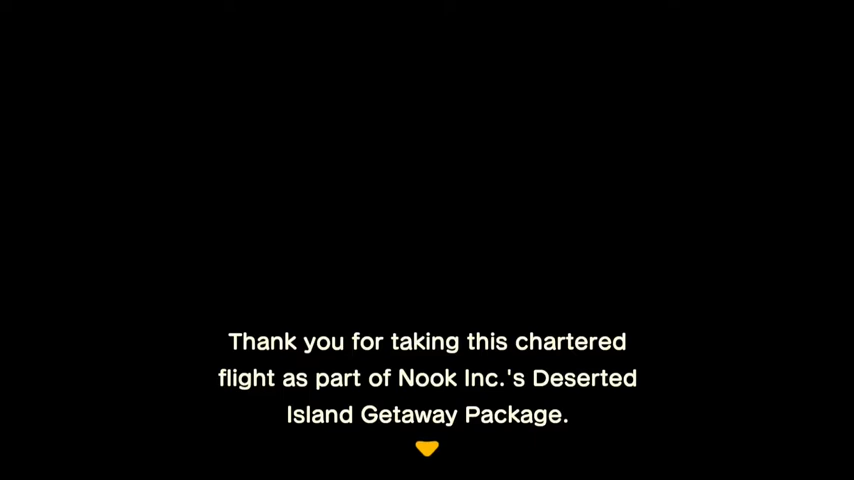 Thank you for taking this chartered
flight as part of Nook Inc.'s Deserted
Island Getaway Package.